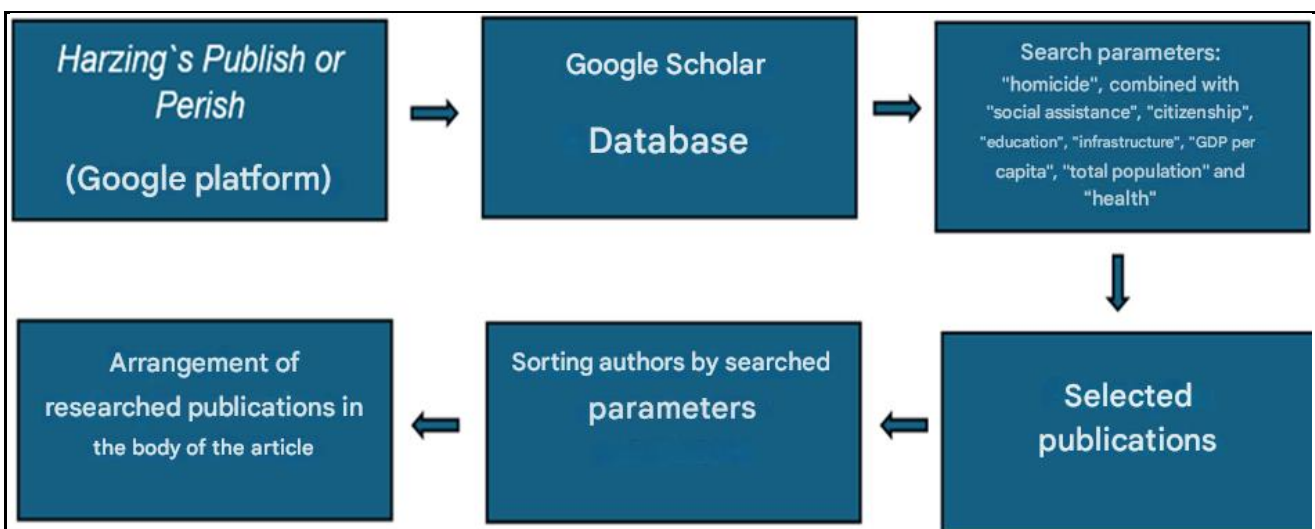 Harzing`s Publish or
Perish
(Google platform)
Google Scholar
Database
Search parameters:
"homicide", combined with
"social assistance", "citizenship",
"education", "infrastructure", "GDP per
capita", "total population" and
"health"
Selected
publications
Sorting authors by searched
parameters
Arrangement of
researched publications in
the body of the article